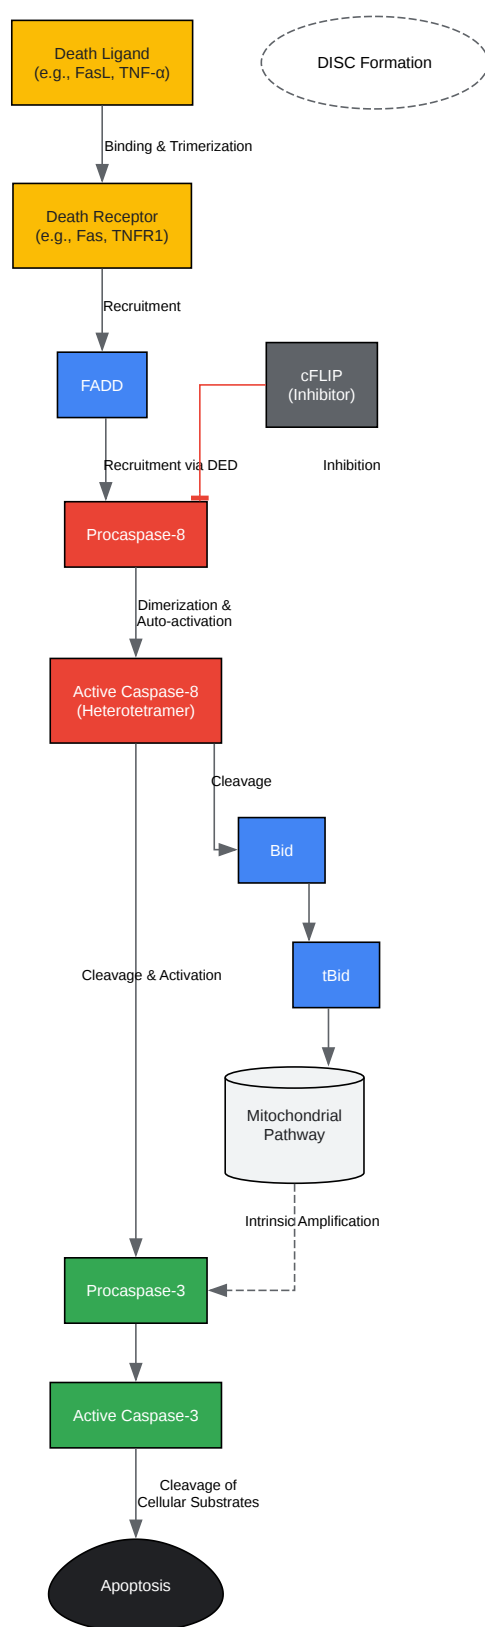 Death Ligand
(e.g., FasL, TNF-α)
DISC Formation
Binding & Trimerization
Death Receptor
(e.g., Fas, TNFR1)
Recruitment
FADD
cFLIP
(Inhibitor)
Recruitment via DED
Inhibition
Procaspase-8
Dimerization &
Auto-activation
Active Caspase-8
(Heterotetramer)
Cleavage
Bid
Cleavage & Activation
tBid
Mitochondrial
Pathway
Intrinsic Amplification
Procaspase-3
Active Caspase-3
Cleavage of
Cellular Substrates
Apoptosis